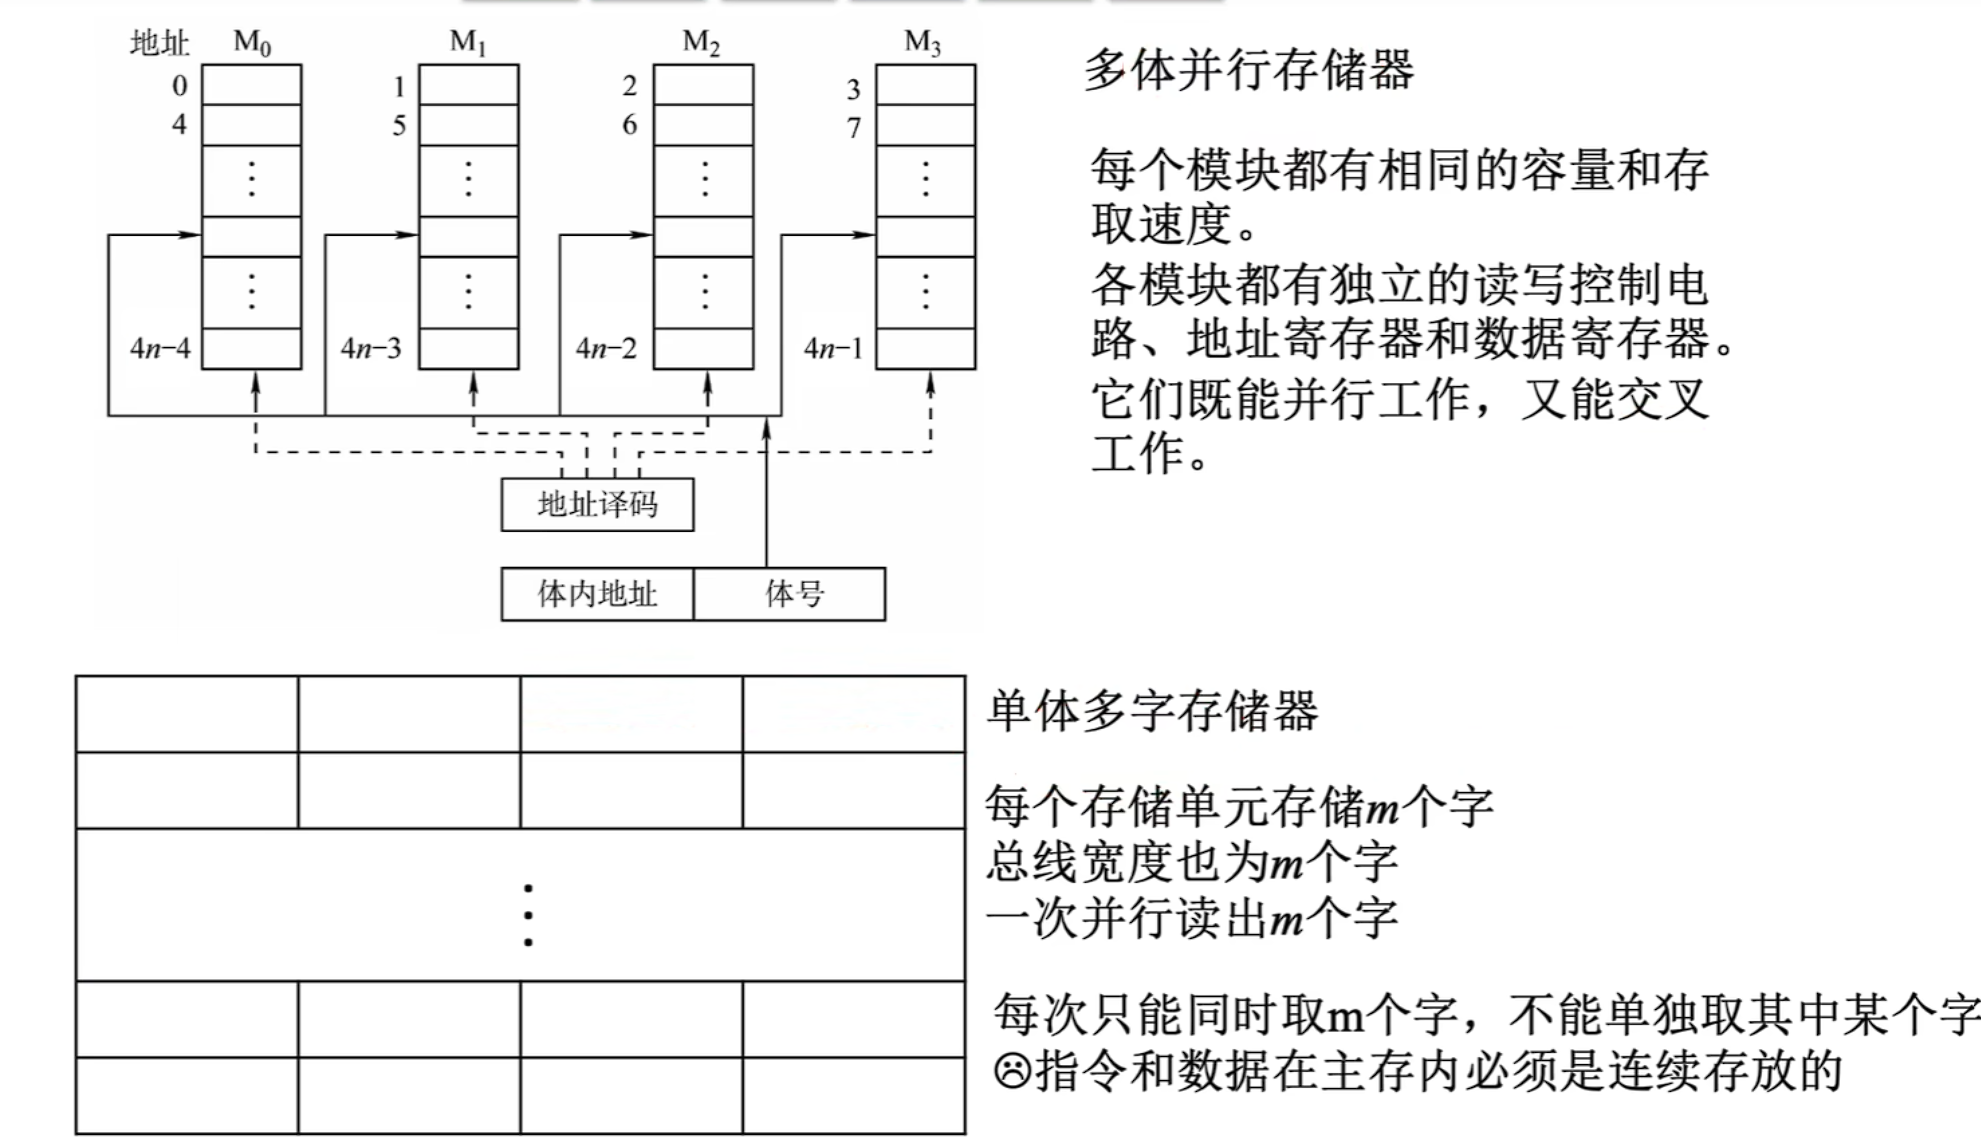 地址 M0 M1 M2 M3
0 1 2 3
4 5 6 7
4n-4 4n-3 4n-2 4n-1
地址译码
体内地址 体号
多体并行存储器
每个模块都有相同的容量和存
取速度。
各模块都有独立的读写控制电
路、地址寄存器和数据寄存器。
它们既能并行工作，又能交叉
工作。
单体多字存储器
每个存储单元存储m个字
总线宽度也为m个字
一次并行读出m个字
每次只能同时取m个字，不能单独取其中某个字
☹指令和数据在主存内必须是连续存放的